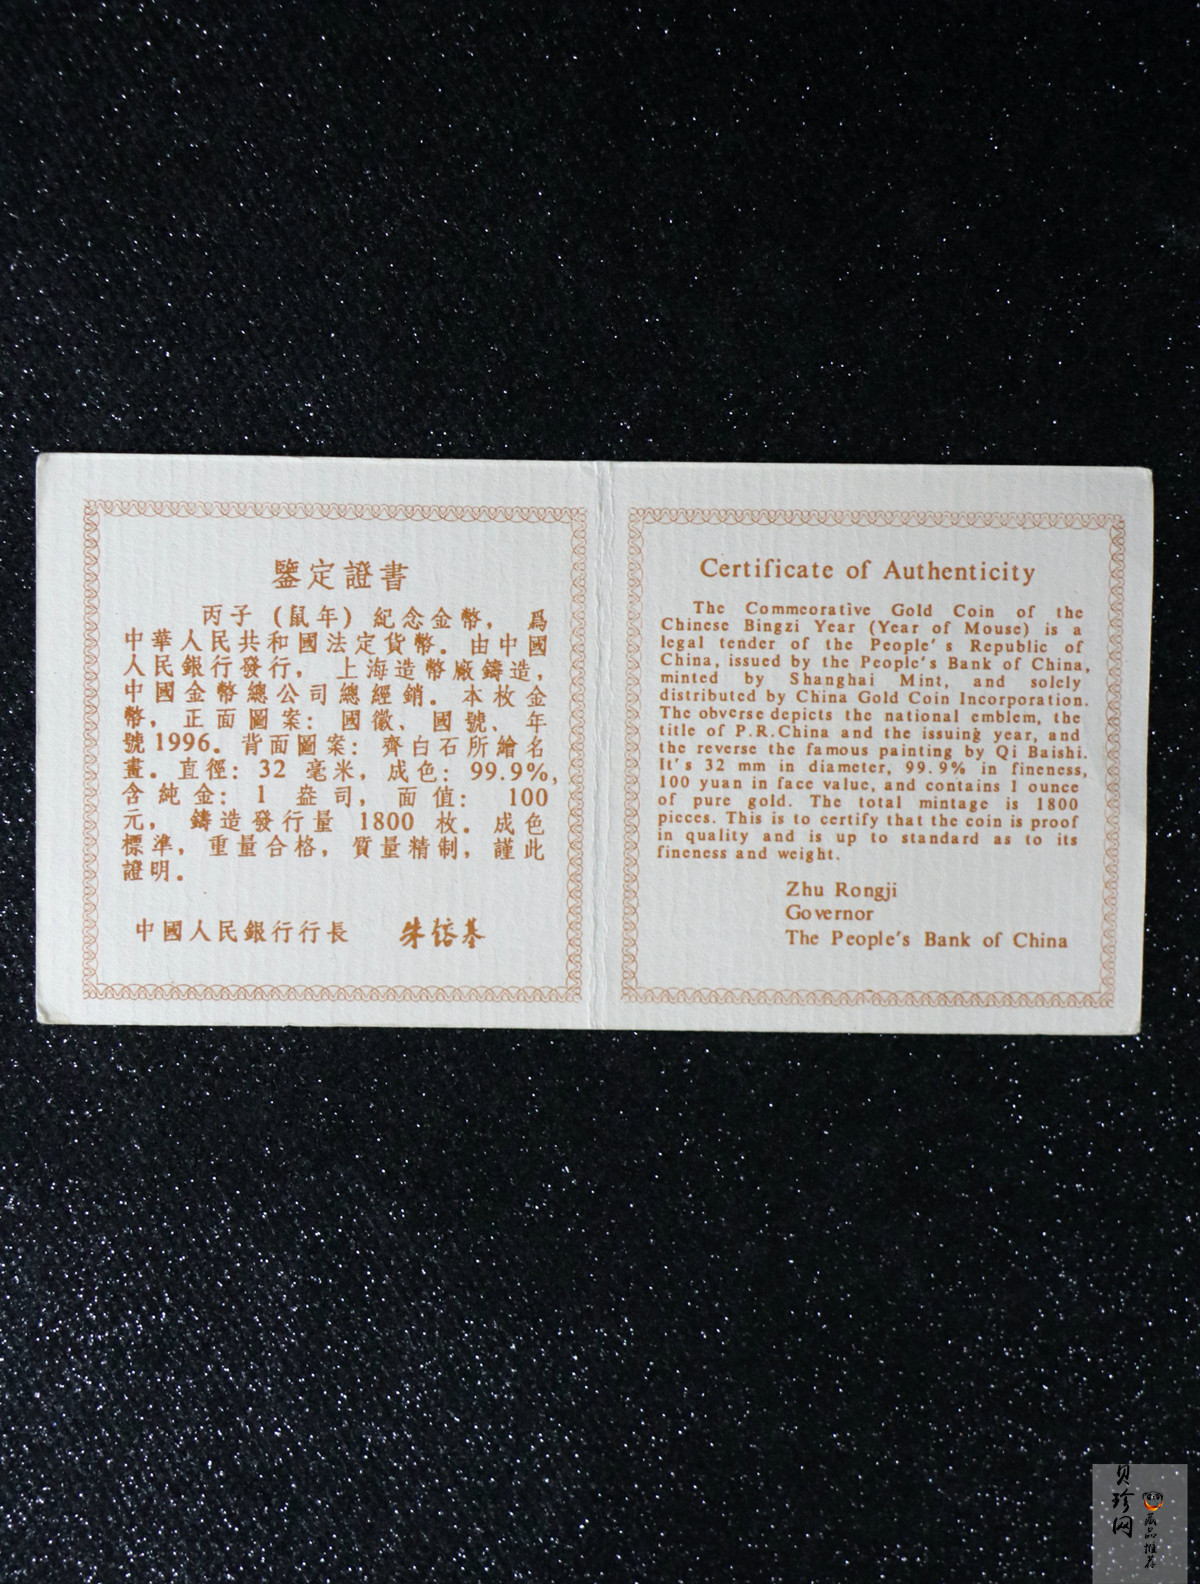 鑒定證書
丙子(鼠年)紀念金幣，爲
中華人民共和國法定貨幣。由中國
人民銀行發行，上海造幣廠鑄造，
中國金幣總公司總經銷。本枚金
幣，正面圖案：國徽、國號、年
號1996。背面圖案：齊白石所繪名
畫。直徑：32毫米，成色：99.9%，
含純金：1盎司，面值：100
元，鑄造發行量1800枚。成色
標準，重量合格，質量精制，謹此
證明。
中國人民銀行行長 朱镕基
Certificate of Authenticity
The Commeorative Gold Coin of the
Chinese Bingzi Year (Year of Mouse) is a
legal tender of the People's Republic of
China, issued by the People's Bank of China,
minted by Shanghai Mint, and solely
distributed by China Gold Coin Incorporation.
The obverse depicts the national emblem, the
title of P.R.China and the issuing year, and
the reverse the famous painting by Qi Baishi.
It's 32 mm in diameter, 99.9% in fineness,
100 yuan in face value, and contains 1 ounce
of pure gold. The total mintage is 1800
pieces. This is to certify that the coin is proof
in quality and is up to standard as to its
fineness and weight.
Zhu Rongji
Governor
The People's Bank of China
贝珍网
藏品推荐